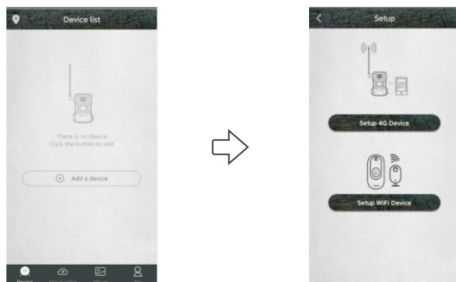 Device list
There is no device
Click the button to add
Add a device
Device
Setup
Setup 4G Device
Setup WiFi Device